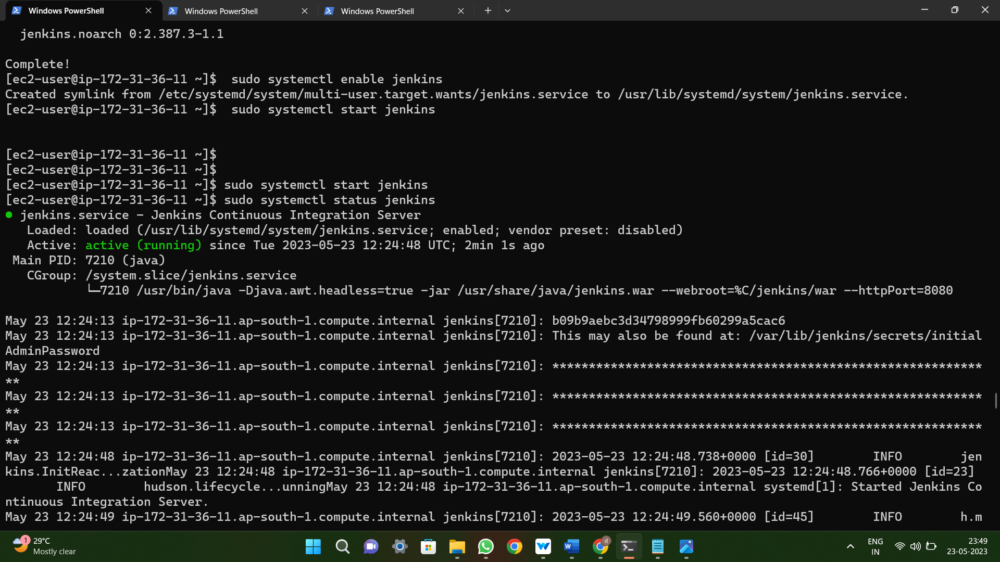 Windows PowerShell
Windows PowerShell
Windows PowerShell
jenkins.noarch 0:2.387.3-1.1
Complete!
[ec2-user@ip-172-31-36-11 ~]$  sudo systemctl enable jenkins
Created symlink from /etc/systemd/system/multi-user.target.wants/jenkins.service to /usr/lib/systemd/system/jenkins.service.
[ec2-user@ip-172-31-36-11 ~]$  sudo systemctl start jenkins
[ec2-user@ip-172-31-36-11 ~]$
[ec2-user@ip-172-31-36-11 ~]$
[ec2-user@ip-172-31-36-11 ~]$ sudo systemctl start jenkins
[ec2-user@ip-172-31-36-11 ~]$ sudo systemctl status jenkins
● jenkins.service - Jenkins Continuous Integration Server
Loaded: loaded (/usr/lib/systemd/system/jenkins.service; enabled; vendor preset: disabled)
Active: active (running) since Tue 2023-05-23 12:24:48 UTC; 2min 1s ago
Main PID: 7210 (java)
CGroup: /system.slice/jenkins.service
└─7210 /usr/bin/java -Djava.awt.headless=true -jar /usr/share/java/jenkins.war --webroot=%C/jenkins/war --httpPort=8080
May 23 12:24:13 ip-172-31-36-11.ap-south-1.compute.internal jenkins[7210]: b09b9aebc3d34798999fb60299a5cac6
May 23 12:24:13 ip-172-31-36-11.ap-south-1.compute.internal jenkins[7210]: This may also be found at: /var/lib/jenkins/secrets/initial
AdminPassword
May 23 12:24:13 ip-172-31-36-11.ap-south-1.compute.internal jenkins[7210]: ***********************************************************
**
May 23 12:24:13 ip-172-31-36-11.ap-south-1.compute.internal jenkins[7210]: ***********************************************************
**
May 23 12:24:13 ip-172-31-36-11.ap-south-1.compute.internal jenkins[7210]: ***********************************************************
**
May 23 12:24:48 ip-172-31-36-11.ap-south-1.compute.internal jenkins[7210]: 2023-05-23 12:24:48.738+0000 [id=30]        INFO        jen
kins.InitReac...zationMay 23 12:24:48 ip-172-31-36-11.ap-south-1.compute.internal jenkins[7210]: 2023-05-23 12:24:48.766+0000 [id=23]
INFO        hudson.lifecycle...unningMay 23 12:24:48 ip-172-31-36-11.ap-south-1.compute.internal systemd[1]: Started Jenkins Co
ntinuous Integration Server.
May 23 12:24:49 ip-172-31-36-11.ap-south-1.compute.internal jenkins[7210]: 2023-05-23 12:24:49.560+0000 [id=45]        INFO        h.m
1
29°C
Mostly clear
W
d
ENG
IN
23:49
23-05-2023